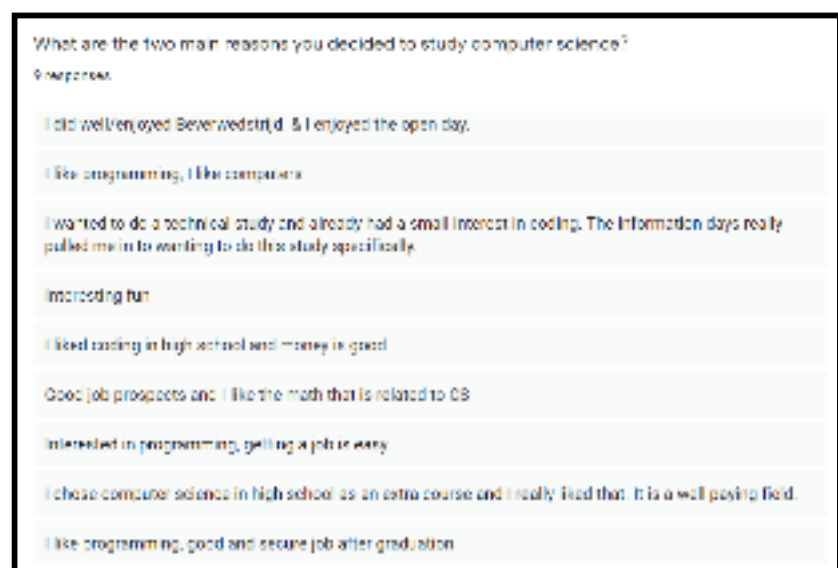 What are the two main reasons you decided to study computer science?
9 responses
I did well/enjoyed Beverwedstrijd & I enjoyed the open day.
I like programming, I like computers
I wanted to do a technical study and already had a small interest in coding. The information days really
pulled me in to wanting to do this study specifically.
Interesting fun
I liked coding in high school and money is good
Good job prospects and I like the math that is related to CS
Interested in programming, getting a job is easy
I chose computer science in high school as an extra course and I really liked that. It is a well paying field.
I like programming, good and secure job after graduation